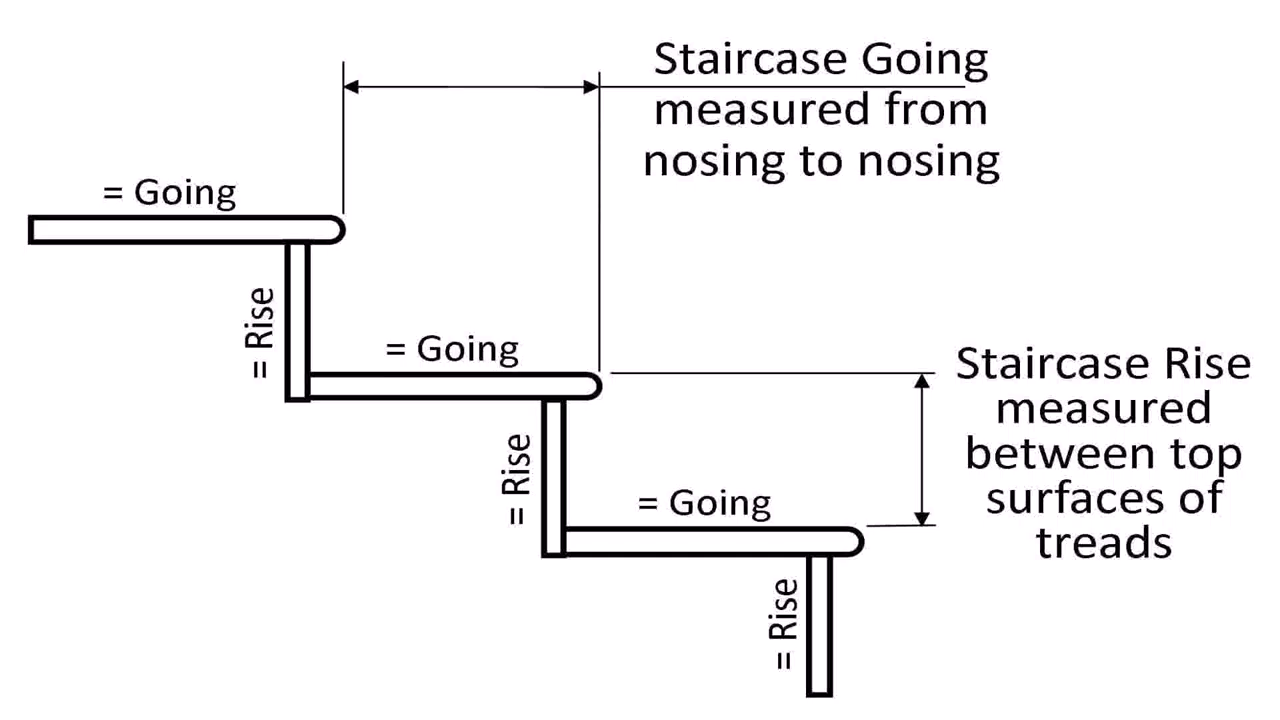 Staircase Going
measured from
nosing to nosing
= Going
= Rise
= Going
Staircase Rise
measured
between top
surfaces of
treads
= Rise
= Going
= Rise